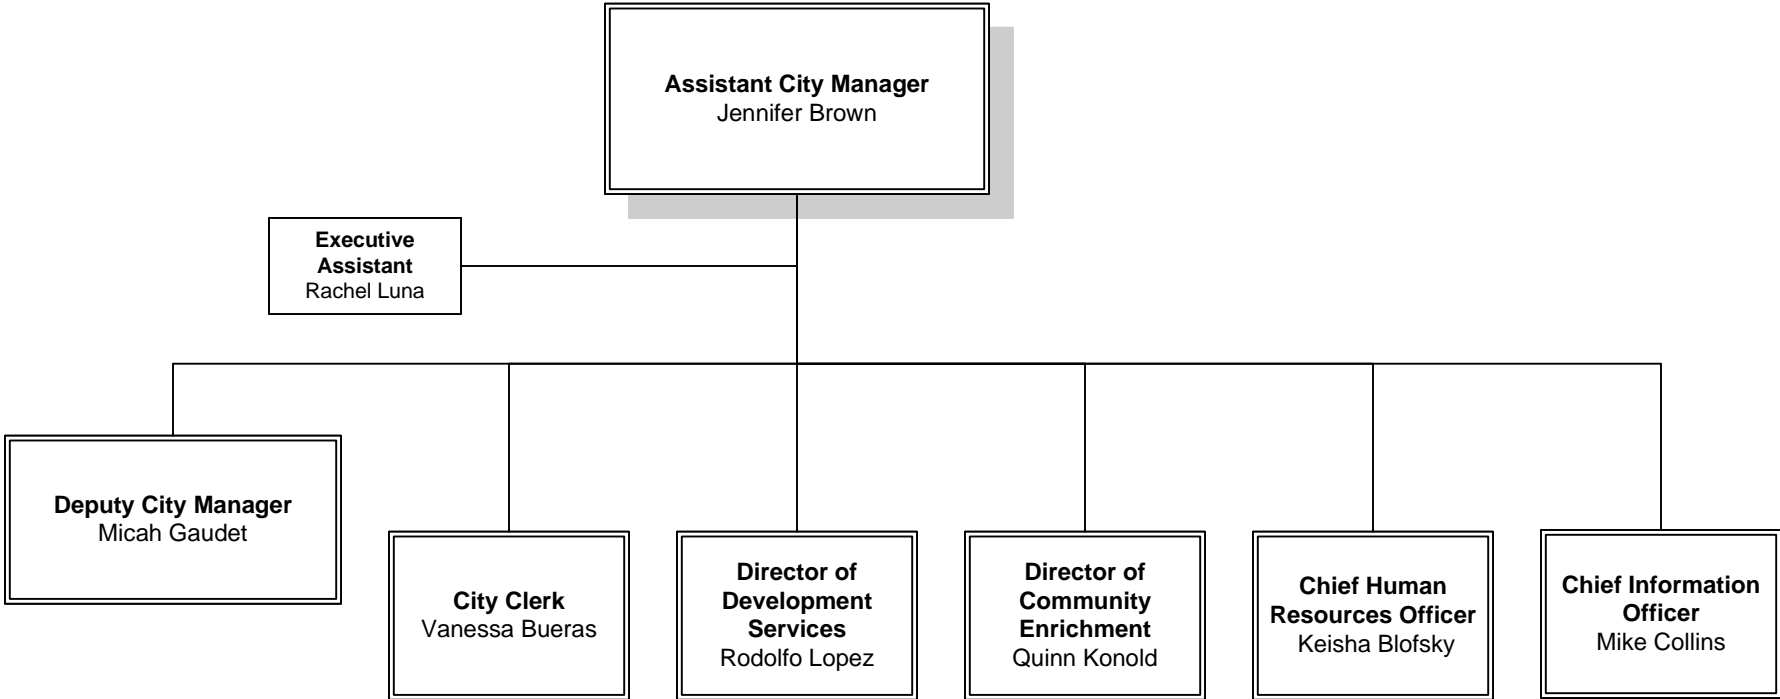 Assistant City Manager
Jennifer Brown
Executive
Assistant
Rachel Luna
Deputy City Manager
Micah Gaudet
City Clerk
Vanessa Bueras
Director of
Development
Services
Rodolfo Lopez
Director of
Community
Enrichment
Quinn Konold
Chief Human
Resources Officer
Keisha Blofsky
Chief Information
Officer
Mike Collins